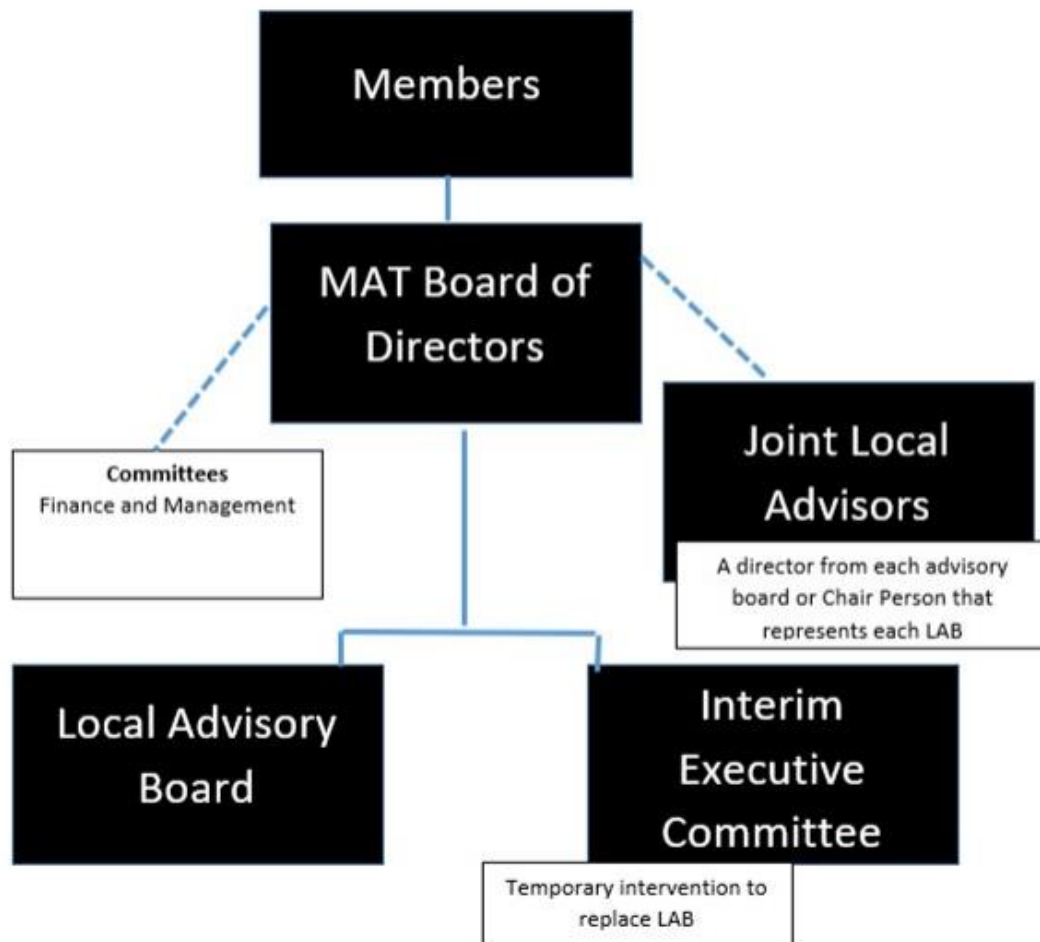 Members
MAT Board of
Directors
Committees
Finance and Management
Joint Local
Advisors
A director from each advisory
board or Chair Person that
represents each LAB
Local Advisory
Board
Interim
Executive
Committee
Temporary intervention to
replace LAB